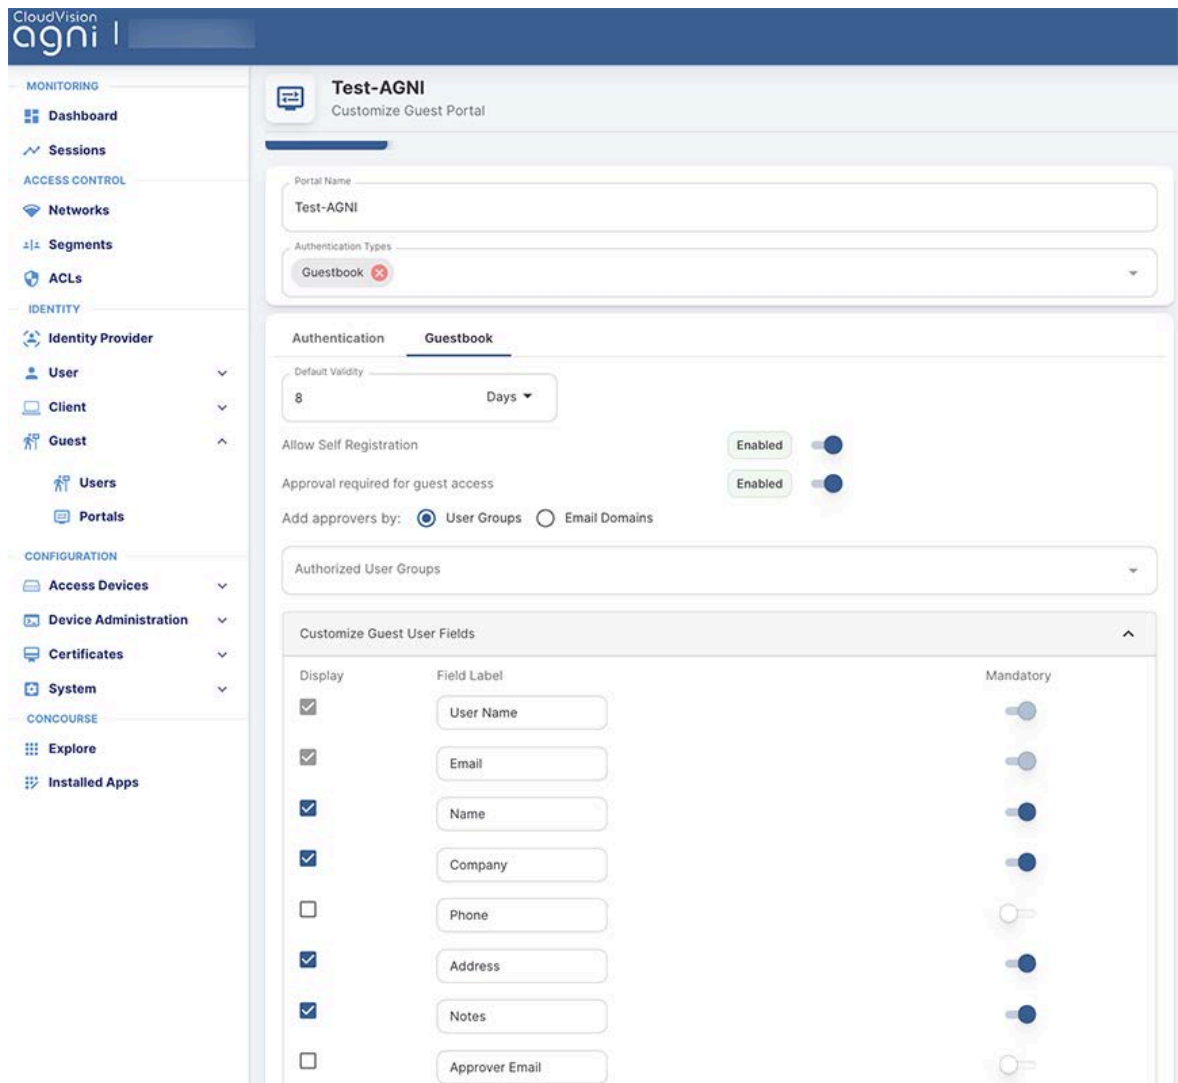 CloudVision
agni |
MONITORING
Dashboard
Sessions
ACCESS CONTROL
Networks
Segments
ACLs
IDENTITY
Identity Provider
User
Client
Guest
Users
Portals
CONFIGURATION
Access Devices
Device Administration
Certificates
System
CONCOURSE
Explore
Installed Apps
Test-AGNI
Customize Guest Portal
Portal Name
Test-AGNI
Authentication Types
Guestbook
Authentication Guestbook
Default Validity
8 Days
Allow Self Registration Enabled
Approval required for guest access Enabled
Add approvers by: User Groups Email Domains
Authorized User Groups
Customize Guest User Fields
Display Field Label Mandatory
User Name
Email
Name
Company
Phone
Address
Notes
Approver Email